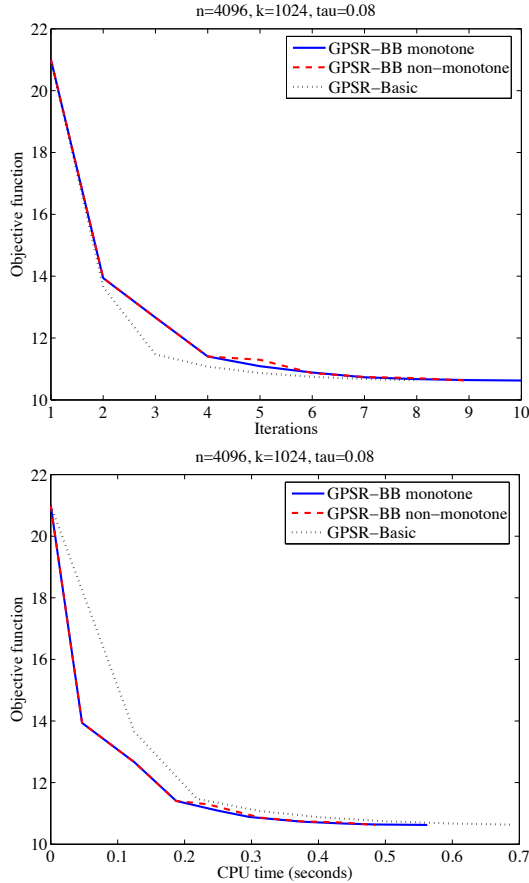 n=4096, k=1024, tau=0.08
22
20
18
16
14
12
10
Objective function
GPSR-BB monotone
GPSR-BB non-monotone
GPSR-Basic
1 2 3 4 5 6 7 8 9 10
Iterations
n=4096, k=1024, tau=0.08
22
20
18
16
14
12
10
Objective function
GPSR-BB monotone
GPSR-BB non-monotone
GPSR-Basic
0 0.1 0.2 0.3 0.4 0.5 0.6 0.7
CPU time (seconds)